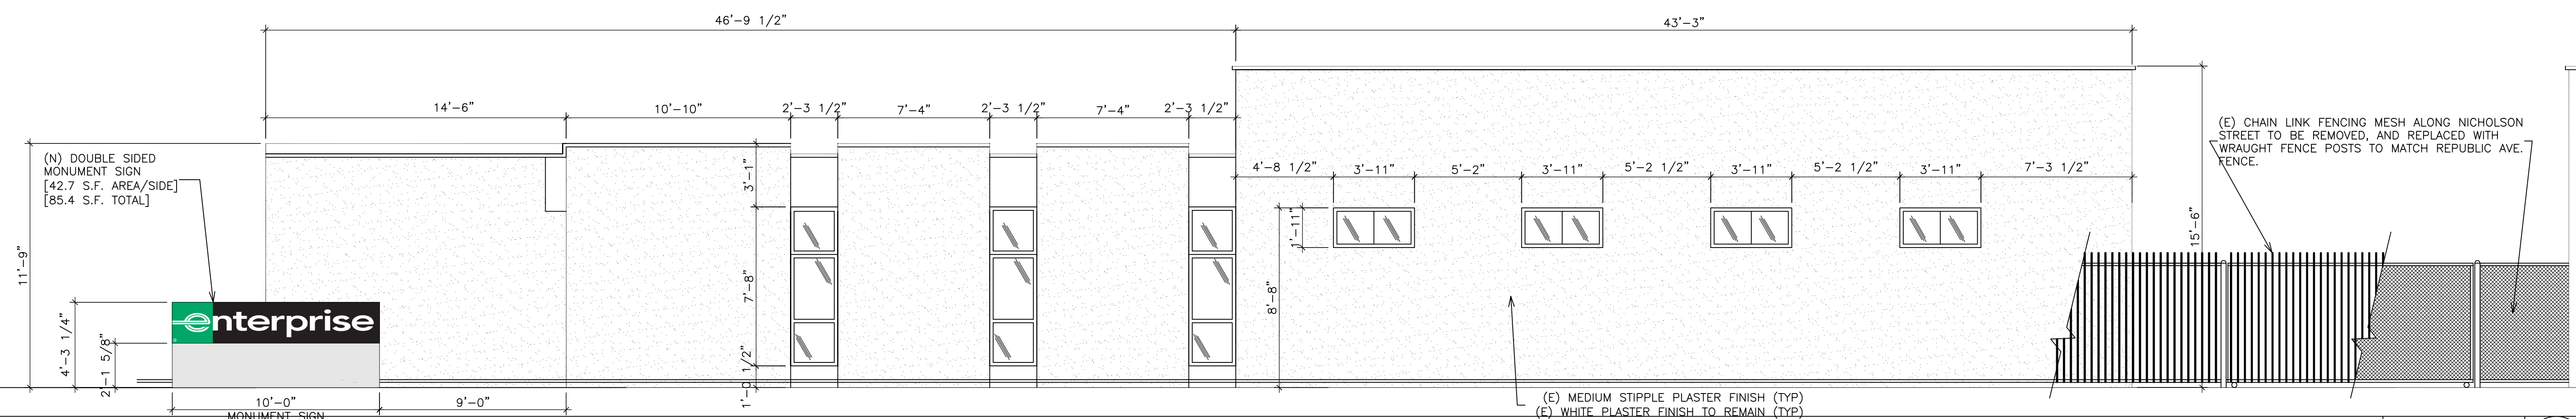 46'-9 1/2"
43'-3"
14'-6"
10'-10"
2'-3 1/2"
7'-4"
2'-3 1/2"
7'-4"
2'-3 1/2"
(N) DOUBLE SIDED
MONUMENT SIGN
[42.7 S.F. AREA/SIDE]
[85.4 S.F. TOTAL]
(E) CHAIN LINK FENCING MESH ALONG NICHOLSON
STREET TO BE REMOVED, AND REPLACED WITH
WRAUGHT FENCE POSTS TO MATCH REPUBLIC AVE.
FENCE.
4'-8 1/2"
3'-11"
5'-2"
3'-11"
5'-2 1/2"
3'-11"
5'-2 1/2"
3'-11"
7'-3 1/2"
11'-9"
3'-1"
7'-8"
1'-0 1/2"
1'-11"
8'-8"
15'-6"
4'-3 1/4"
2'-1 5/8"
enterprise
10'-0"
MONUMENT SIGN
9'-0"
(E) MEDIUM STIPPLE PLASTER FINISH (TYP)
(E) WHITE PLASTER FINISH TO REMAIN (TYP)